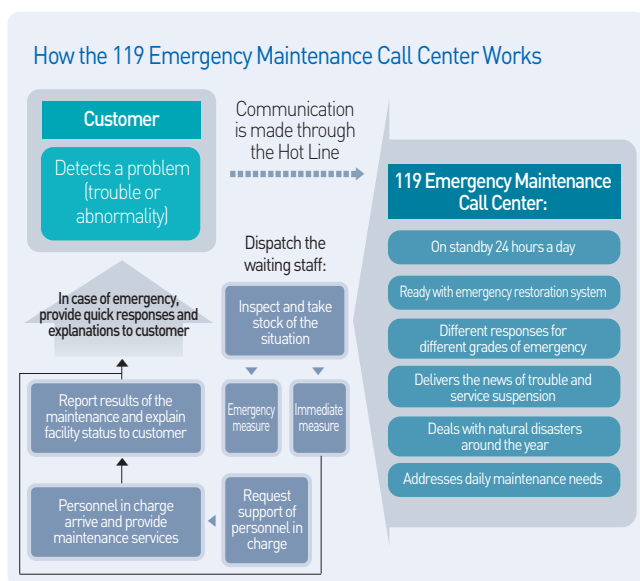 How the 119 Emergency Maintenance Call Center Works
Customer
Detects a problem
(trouble or
abnormality)
Communication
is made through
the Hot Line
119 Emergency Maintenance
Call Center:
On standby 24 hours a day
Ready with emergency restoration system
Different responses for
different grades of emergency
Delivers the news of trouble and
service suspension
Deals with natural disasters
around the year
Addresses daily maintenance needs
Dispatch the
waiting staff:
Inspect and take
stock of the
situation
Emergency
measure
Immediate
measure
Request
support of
personnel in
charge
Personnel in charge
arrive and provide
maintenance services
Report results of the
maintenance and explain
facility status to customer
In case of emergency,
provide quick responses and
explanations to customer